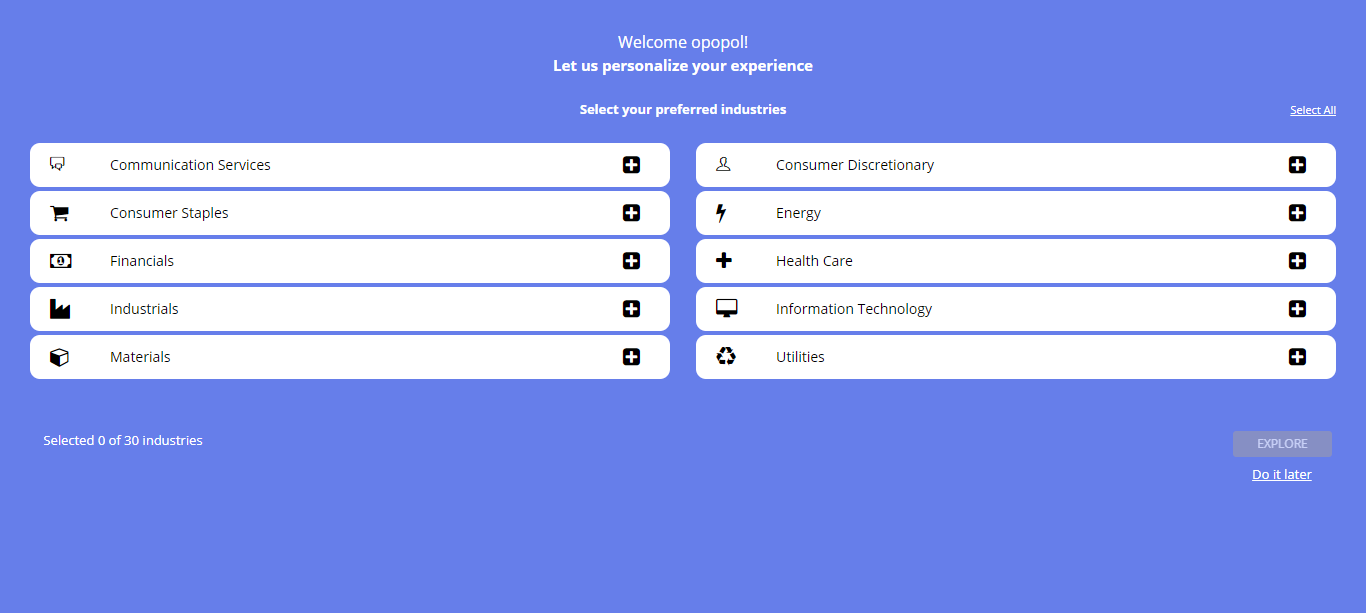 Welcome opopol!
Let us personalize your experience
Select your preferred industries
Select All
Communication Services
Consumer Discretionary
Consumer Staples
Energy
Financials
Health Care
Industrials
Information Technology
Materials
Utilities
Selected 0 of 30 industries
EXPLORE
Do it later